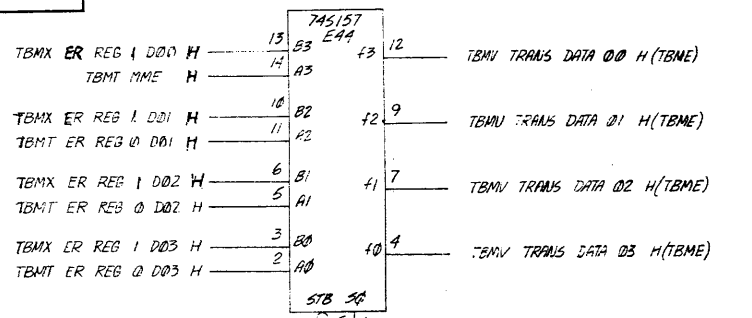 74S157
E44
TBMX ER REG 1 D00 H 13 B3 f3 12 TBMV TRANS DATA 00 H(TBME)
TBMT MME H 14 A3
TBMX ER REG 1 D01 H 10 B2 f2 9 TBMV TRANS DATA 01 H(TBME)
TBMT ER REG 0 D01 H 11 A2
TBMX ER REG 1 D02 H 6 B1 f1 7 TBMV TRANS DATA 02 H(TBME)
TBMT ER REG 0 D02 H 5 A1
TBMX ER REG 1 D03 H 3 B0 f0 4 TBMV TRANS DATA 03 H(TBME)
TBMT ER REG 0 D03 H 2 A0
STB S0